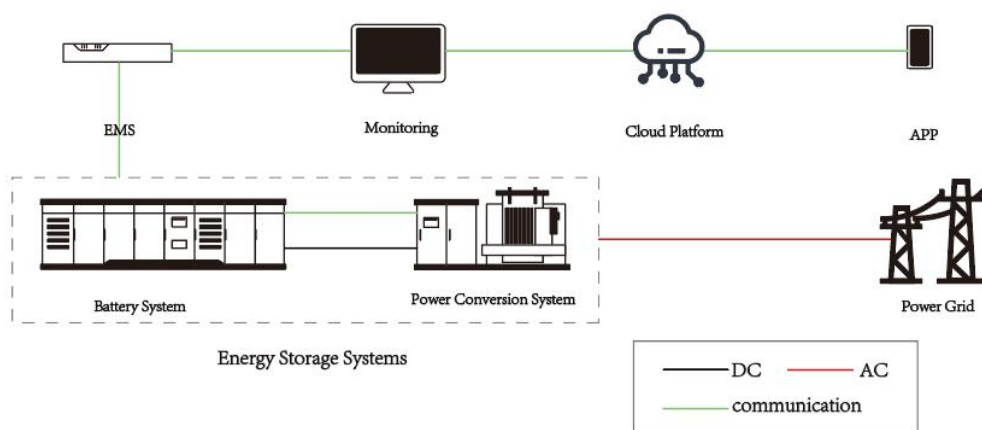 EMS
Monitoring
Cloud Platform
APP
Battery System
Power Conversion System
Power Grid
Energy Storage Systems
DC
AC
communication